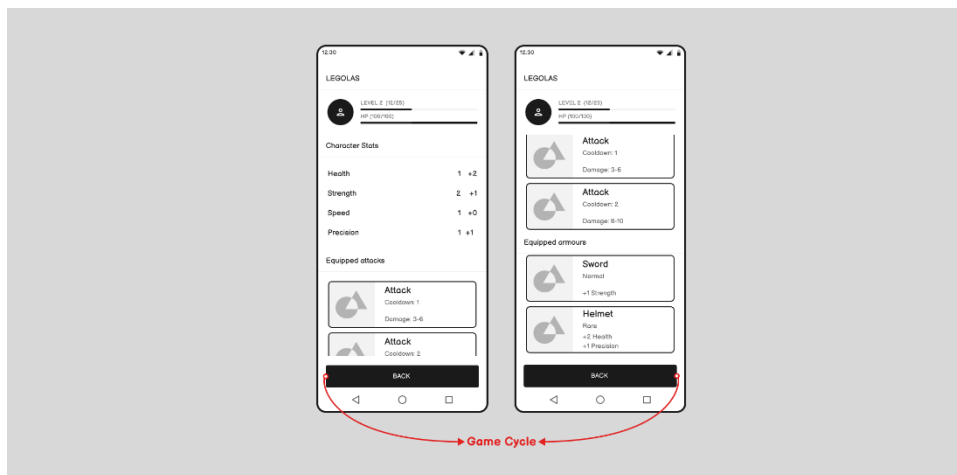 12:30
LEGOLAS
LEVEL 2 (12/25)
HP (100/100)
Character Stats
Health 1 +2
Strength 2 +1
Speed 1 +0
Precision 1 +1
Equipped attacks
Attack
Cooldown: 1
Damage: 3-6
Attack
Cooldown: 2
BACK
12:30
LEGOLAS
LEVEL 2 (12/25)
HP (100/100)
Attack
Cooldown: 1
Damage: 3-6
Attack
Cooldown: 2
Damage: 8-10
Equipped armours
Sword
Normal
+1 Strength
Helmet
Rare
+2 Health
+1 Precision
BACK
Game Cycle